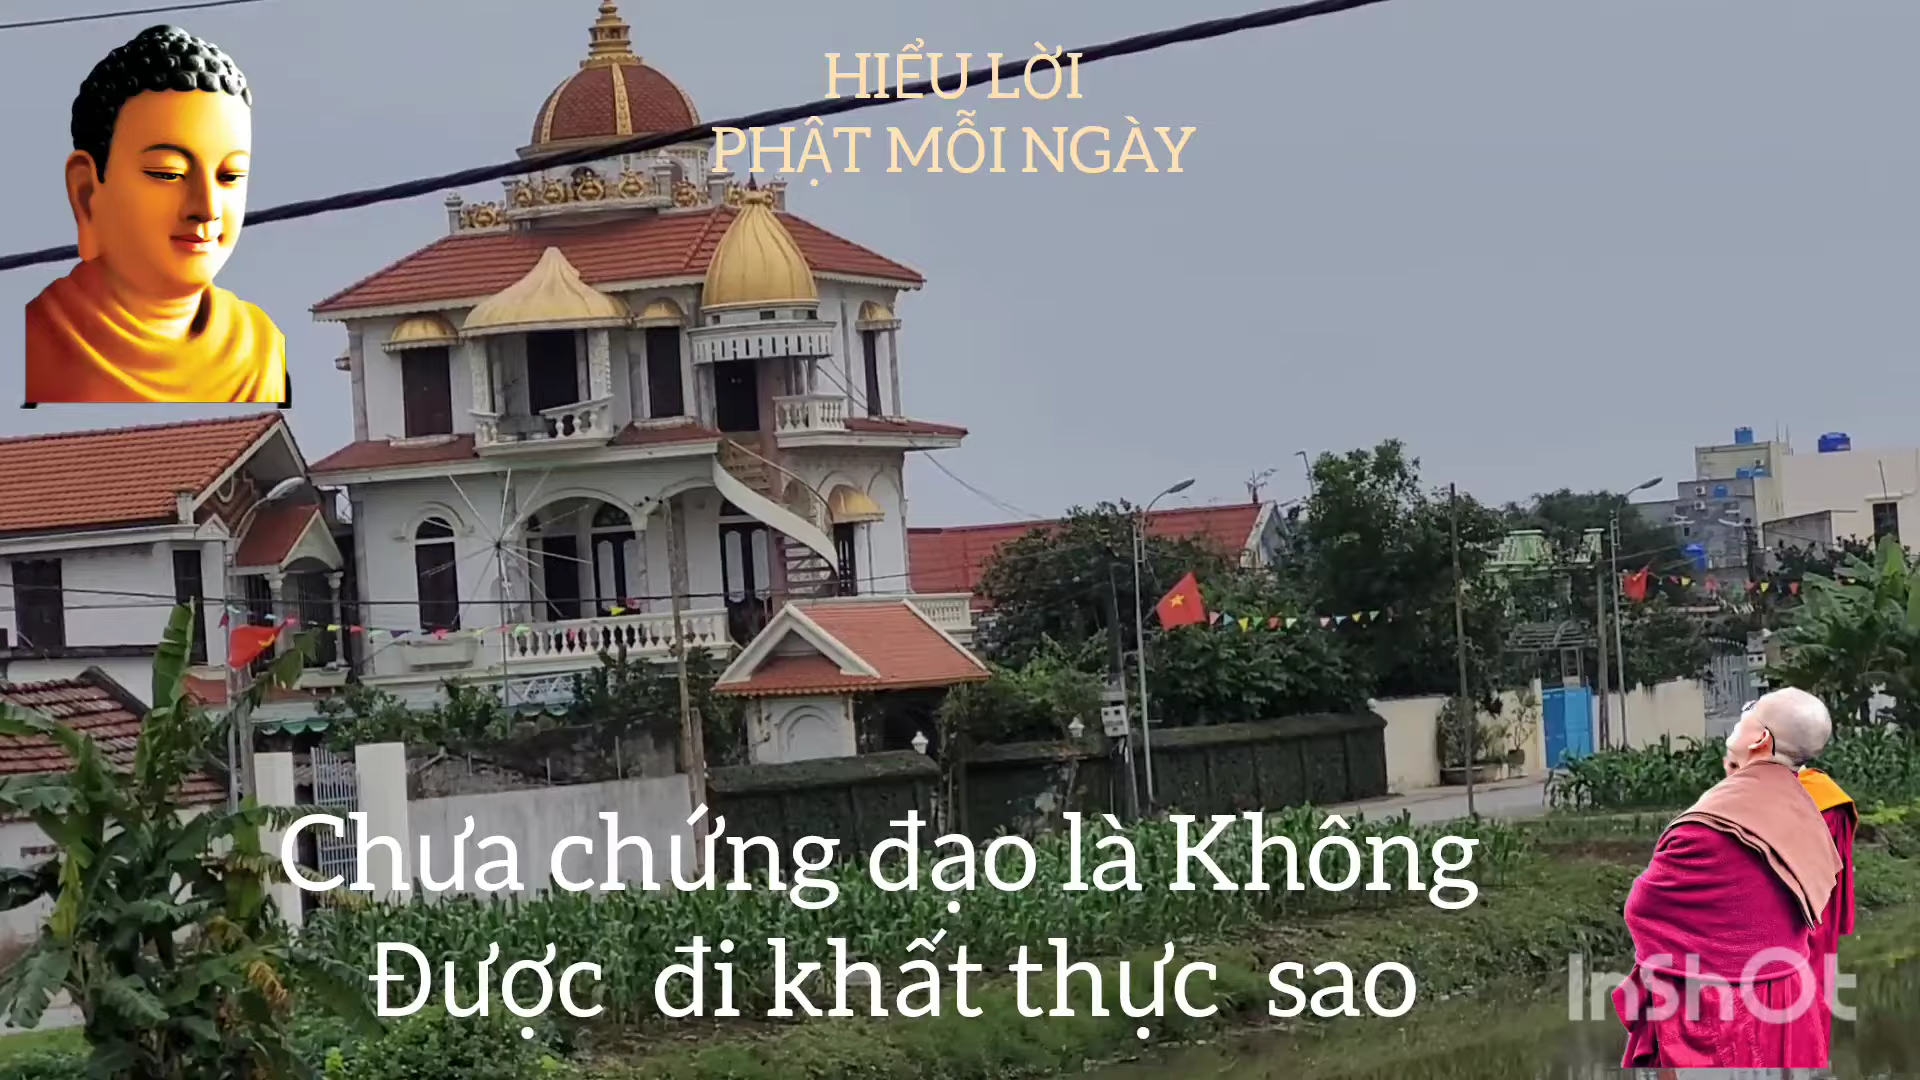 HIỂU LỜI
PHẬT MỖI NGÀY
Chưa chứng đạo là Không
Được đi khất thực sao
InShOt